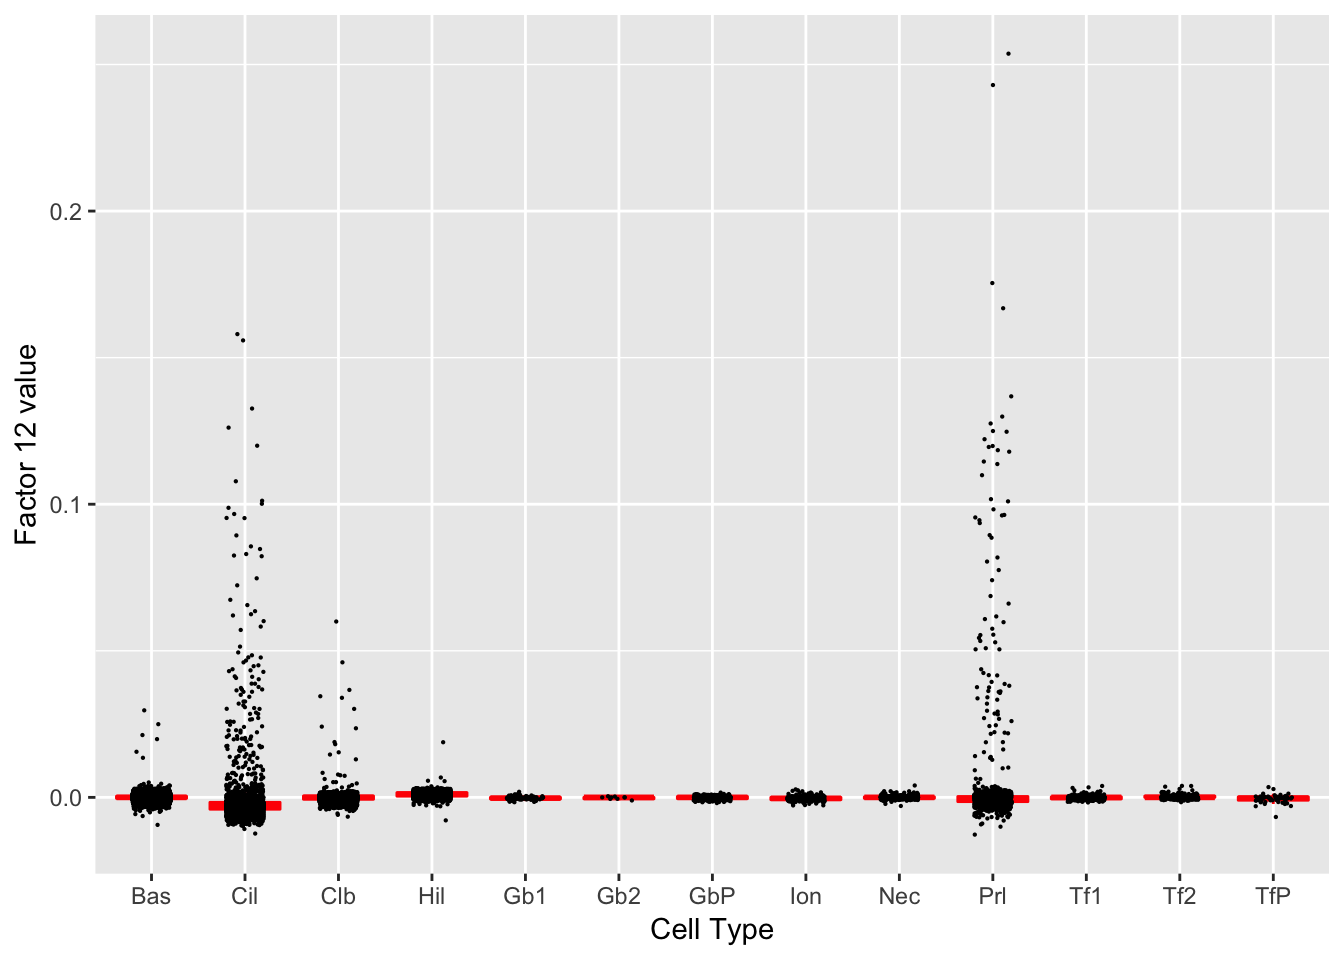 Factor 12 value
0.2
0.1
0.0
Bas Cil Clb Hil Gb1 Gb2 GbP Ion Nec Prl Tf1 Tf2 TfP
Cell Type